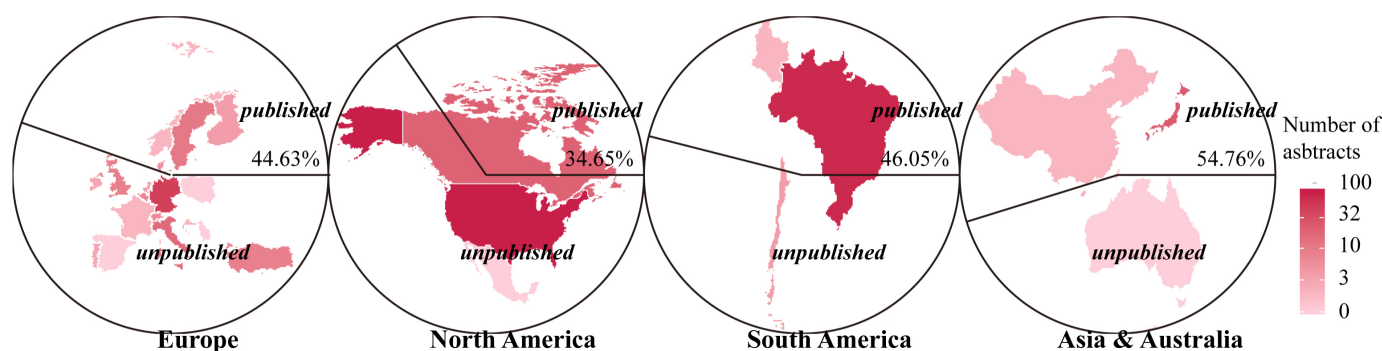 published
44.63%
unpublished
Europe
published
34.65%
unpublished
North America
published
46.05%
unpublished
South America
published
54.76%
unpublished
Asia & Australia
Number of
asbtracts
100
32
10
3
0